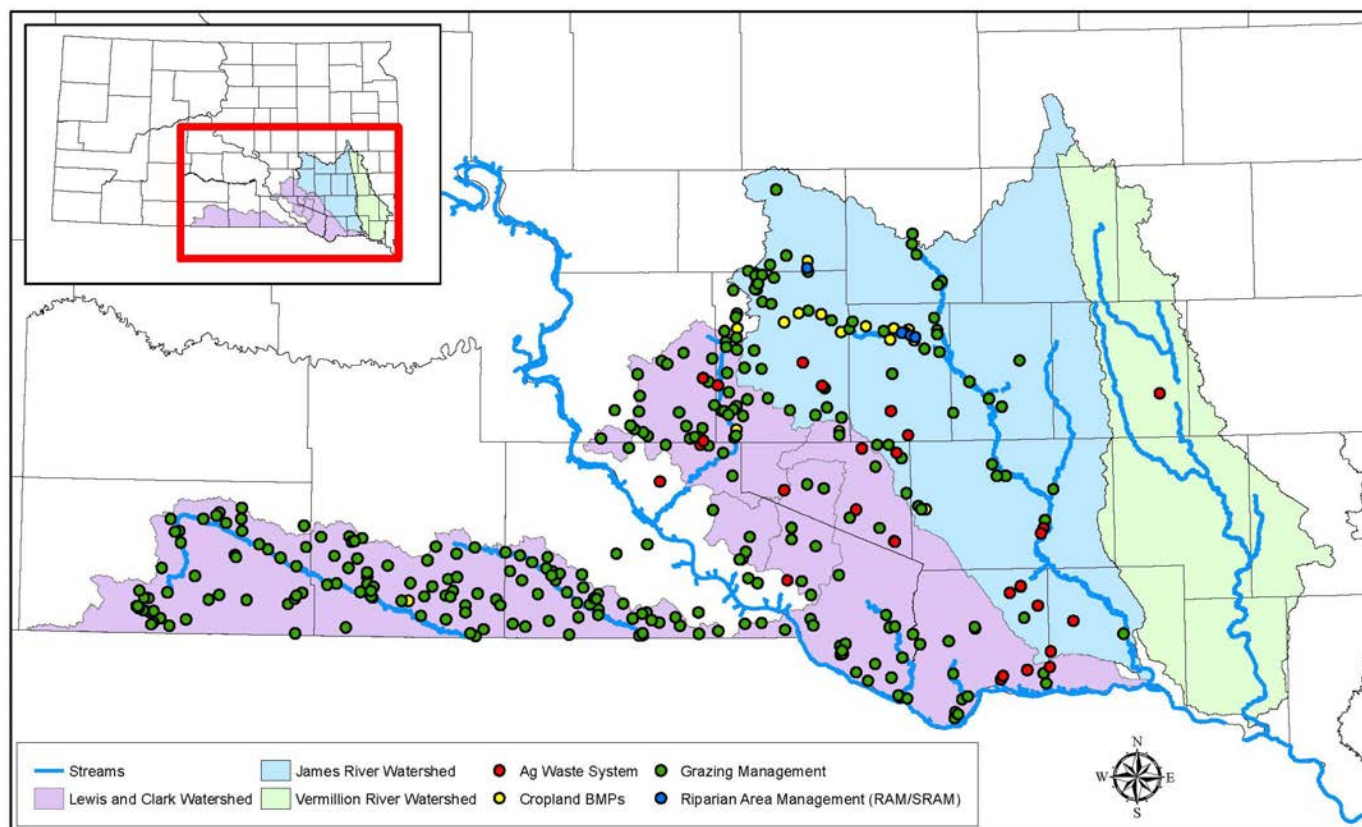 Streams
James River Watershed
Ag Waste System
Grazing Management
Lewis and Clark Watershed
Vermillion River Watershed
Cropland BMPs
Riparian Area Management (RAM/SRAM)
N
W E
S